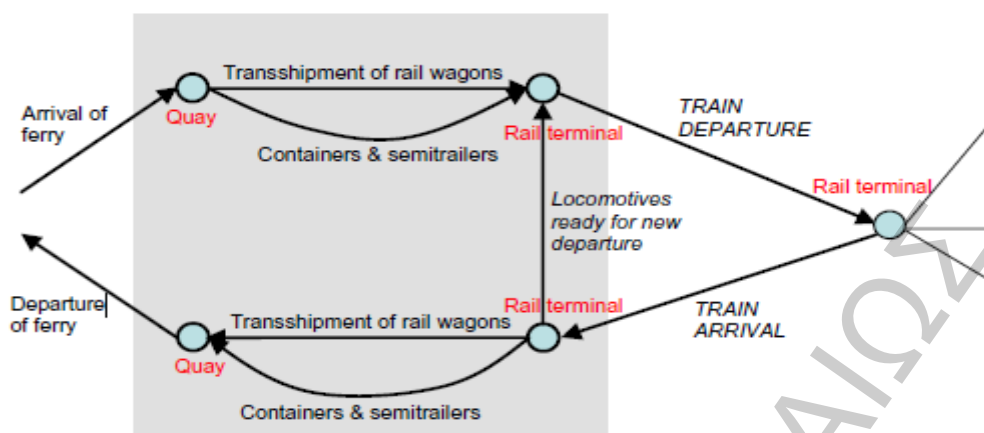 Transshipment of rail wagons
Arrival of
ferry
Quay
Containers & semitrailers
Rail terminal
TRAIN
DEPARTURE
Rail terminal
Locomotives
ready for new
departure
Departure
of ferry
Transshipment of rail wagons
Rail terminal
TRAIN
ARRIVAL
Quay
Containers & semitrailers
ΑΙΩΣ